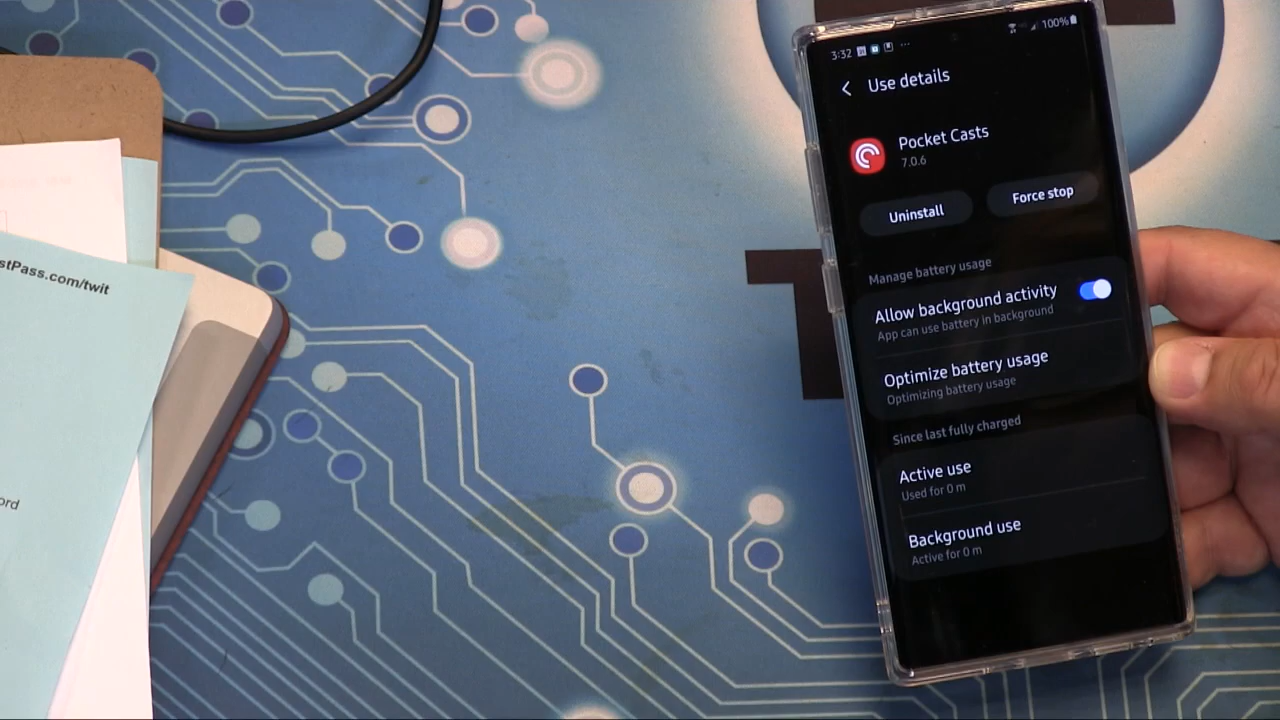 stPass.com/twit
ord
3:32
100%
Use details
Pocket Casts
7.0.6
Uninstall
Force stop
Manage battery usage
Allow background activity
App can use battery in background
Optimize battery usage
Optimizing battery usage
Since last fully charged
Active use
Used for 0 m
Background use
Active for 0 m